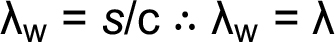 λw = s/c ∴ λw = λ